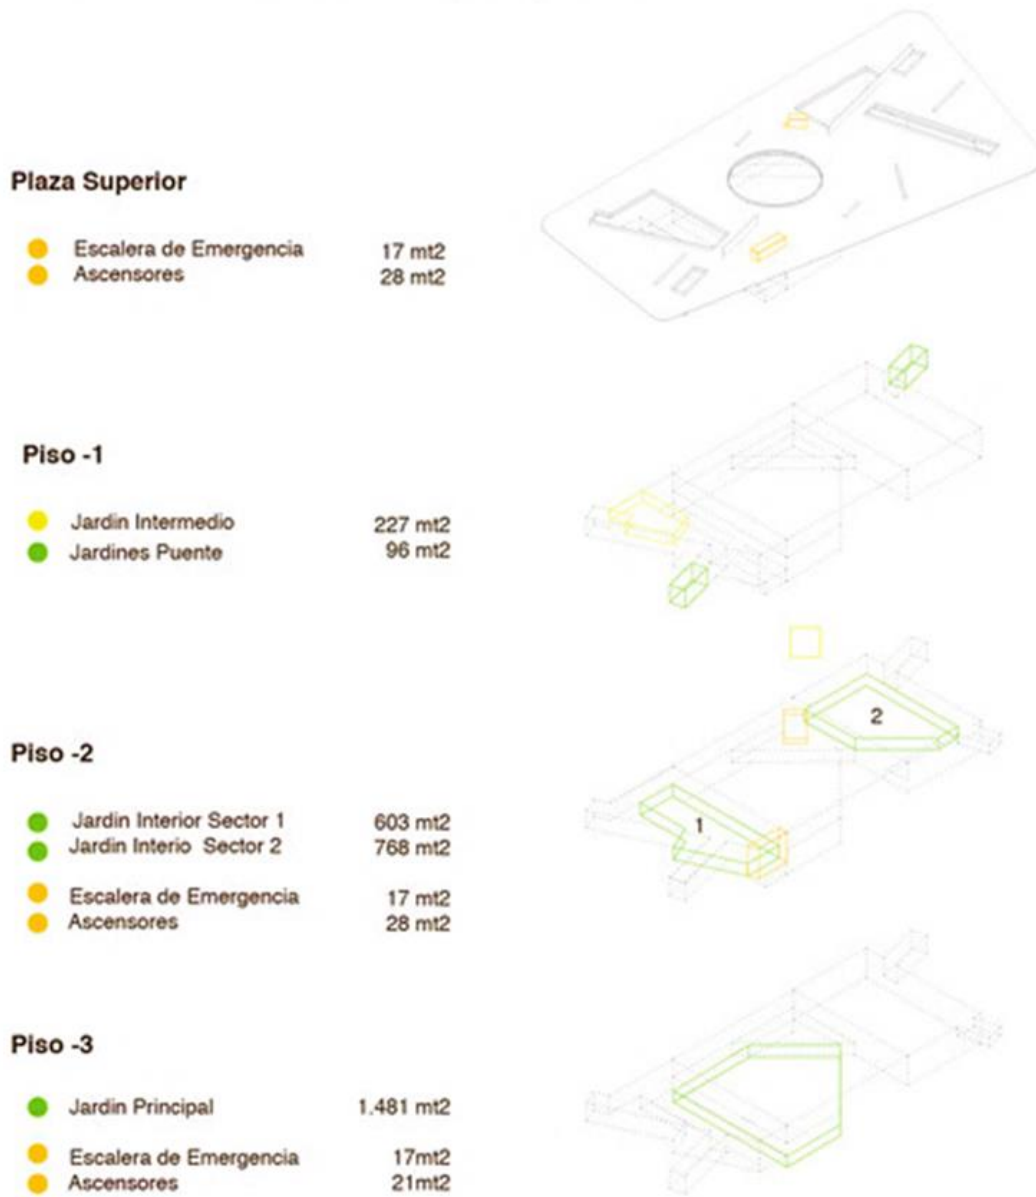 Plaza Superior
Escalera de Emergencia 17 mt2
Ascensores 28 mt2
Piso -1
Jardin Intermedio 227 mt2
Jardines Puente 96 mt2
Piso -2
Jardin Interior Sector 1 603 mt2
Jardin Interio Sector 2 768 mt2
Escalera de Emergencia 17 mt2
Ascensores 28 mt2
2
1
Piso -3
Jardin Principal 1.481 mt2
Escalera de Emergencia 17mt2
Ascensores 21mt2